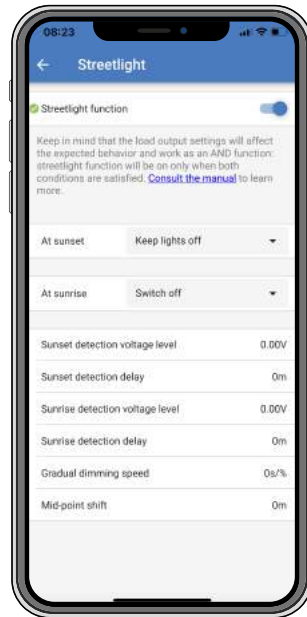 08:23
Streetlight
Streetlight function
Keep in mind that the load output settings will affect
the expected behavior and work as an AND function:
streetlight function will be on only when both
conditions are satisfied. Consult the manual to learn
more.
At sunset Keep lights off
At sunrise Switch off
Sunset detection voltage level 0.00V
Sunset detection delay 0m
Sunrise detection voltage level 0.00V
Sunrise detection delay 0m
Gradual dimming speed 0s/%
Mid-point shift 0m